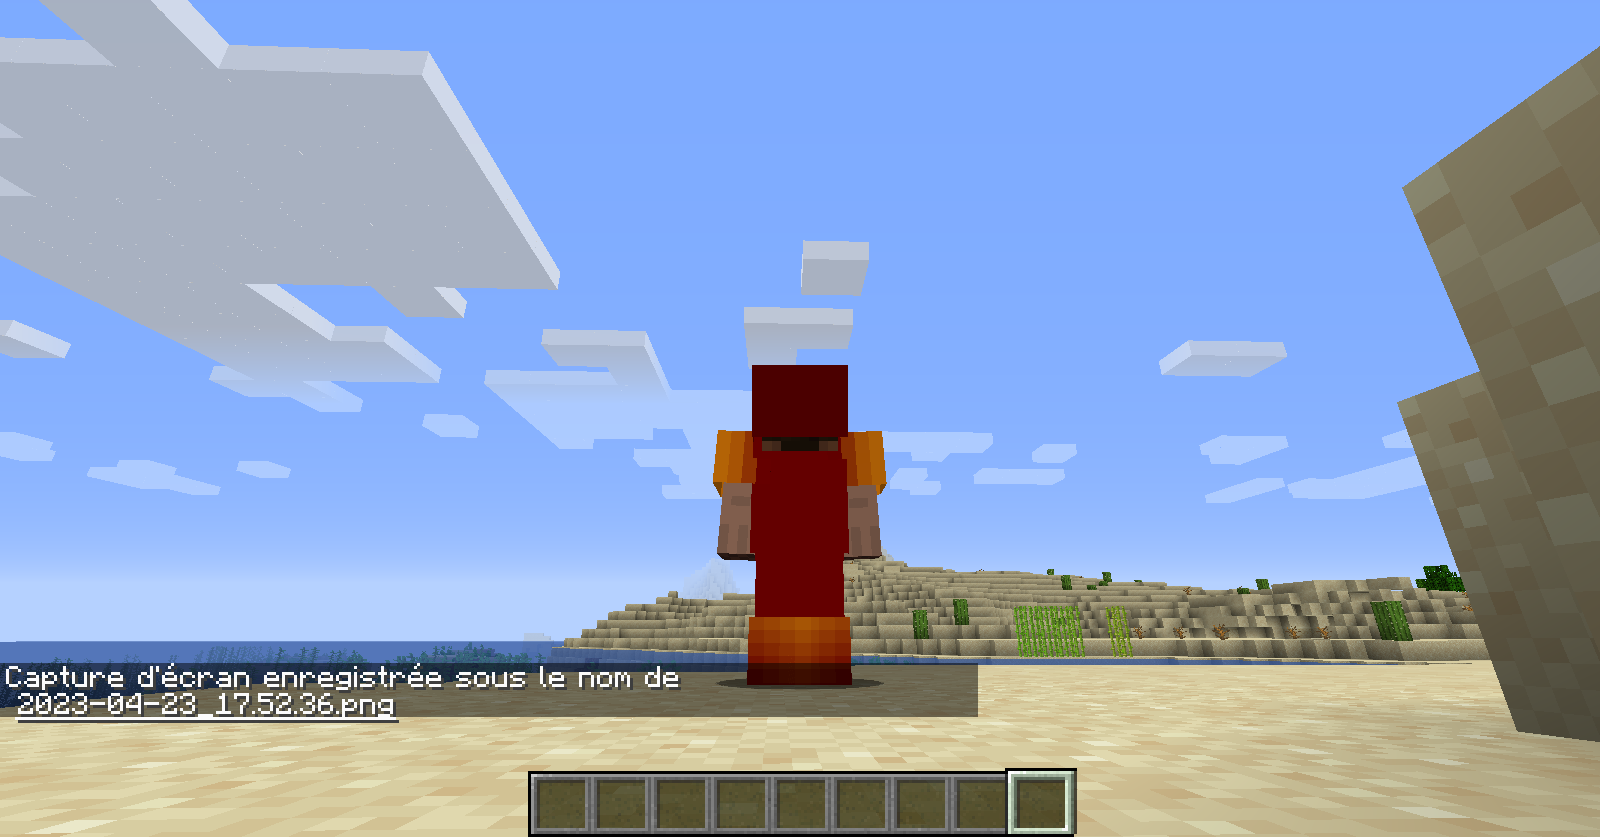 Capture d'écran enregistrée sous le nom de
2023-04-23_17.52.36.png